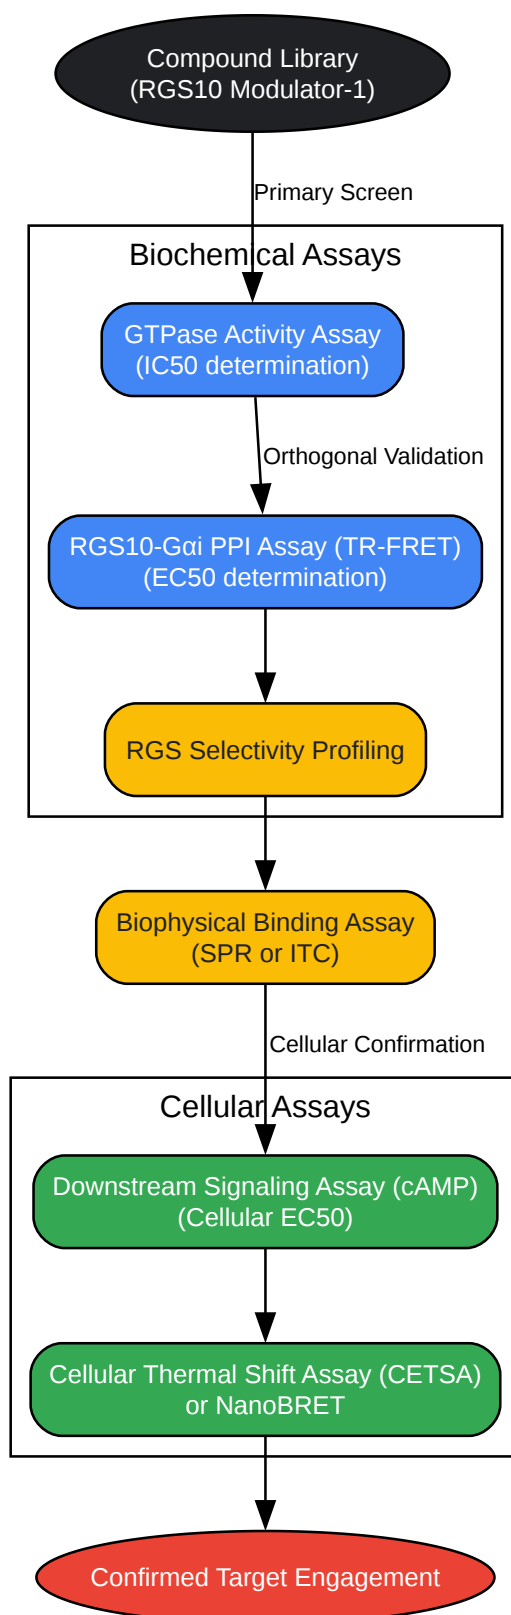 Compound Library
(RGS10 Modulator-1)
Primary Screen
Biochemical Assays
GTPase Activity Assay
(IC50 determination)
Orthogonal Validation
RGS10-Gαi PPI Assay (TR-FRET)
(EC50 determination)
RGS Selectivity Profiling
Biophysical Binding Assay
(SPR or ITC)
Cellular Confirmation
Cellular Assays
Downstream Signaling Assay (cAMP)
(Cellular EC50)
Cellular Thermal Shift Assay (CETSA)
or NanoBRET
Confirmed Target Engagement